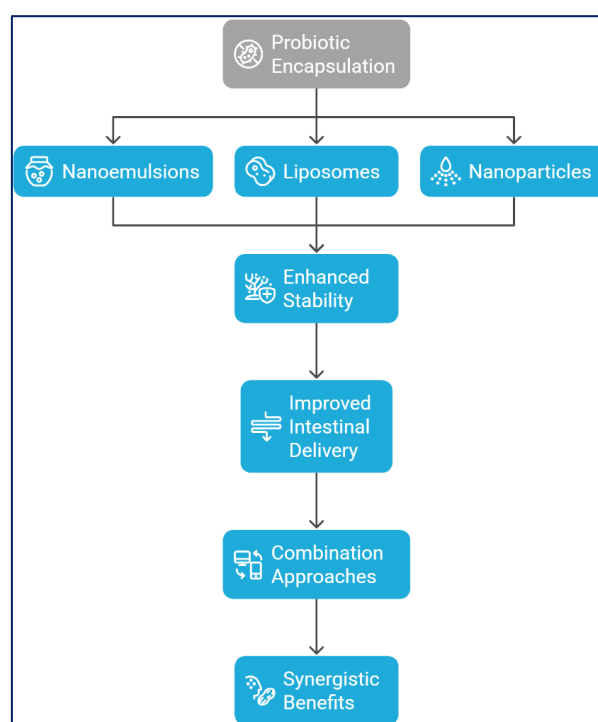 Probiotic
Encapsulation
Nanoemulsions
Liposomes
Nanoparticles
Enhanced
Stability
Improved
Intestinal
Delivery
Combination
Approaches
Synergistic
Benefits